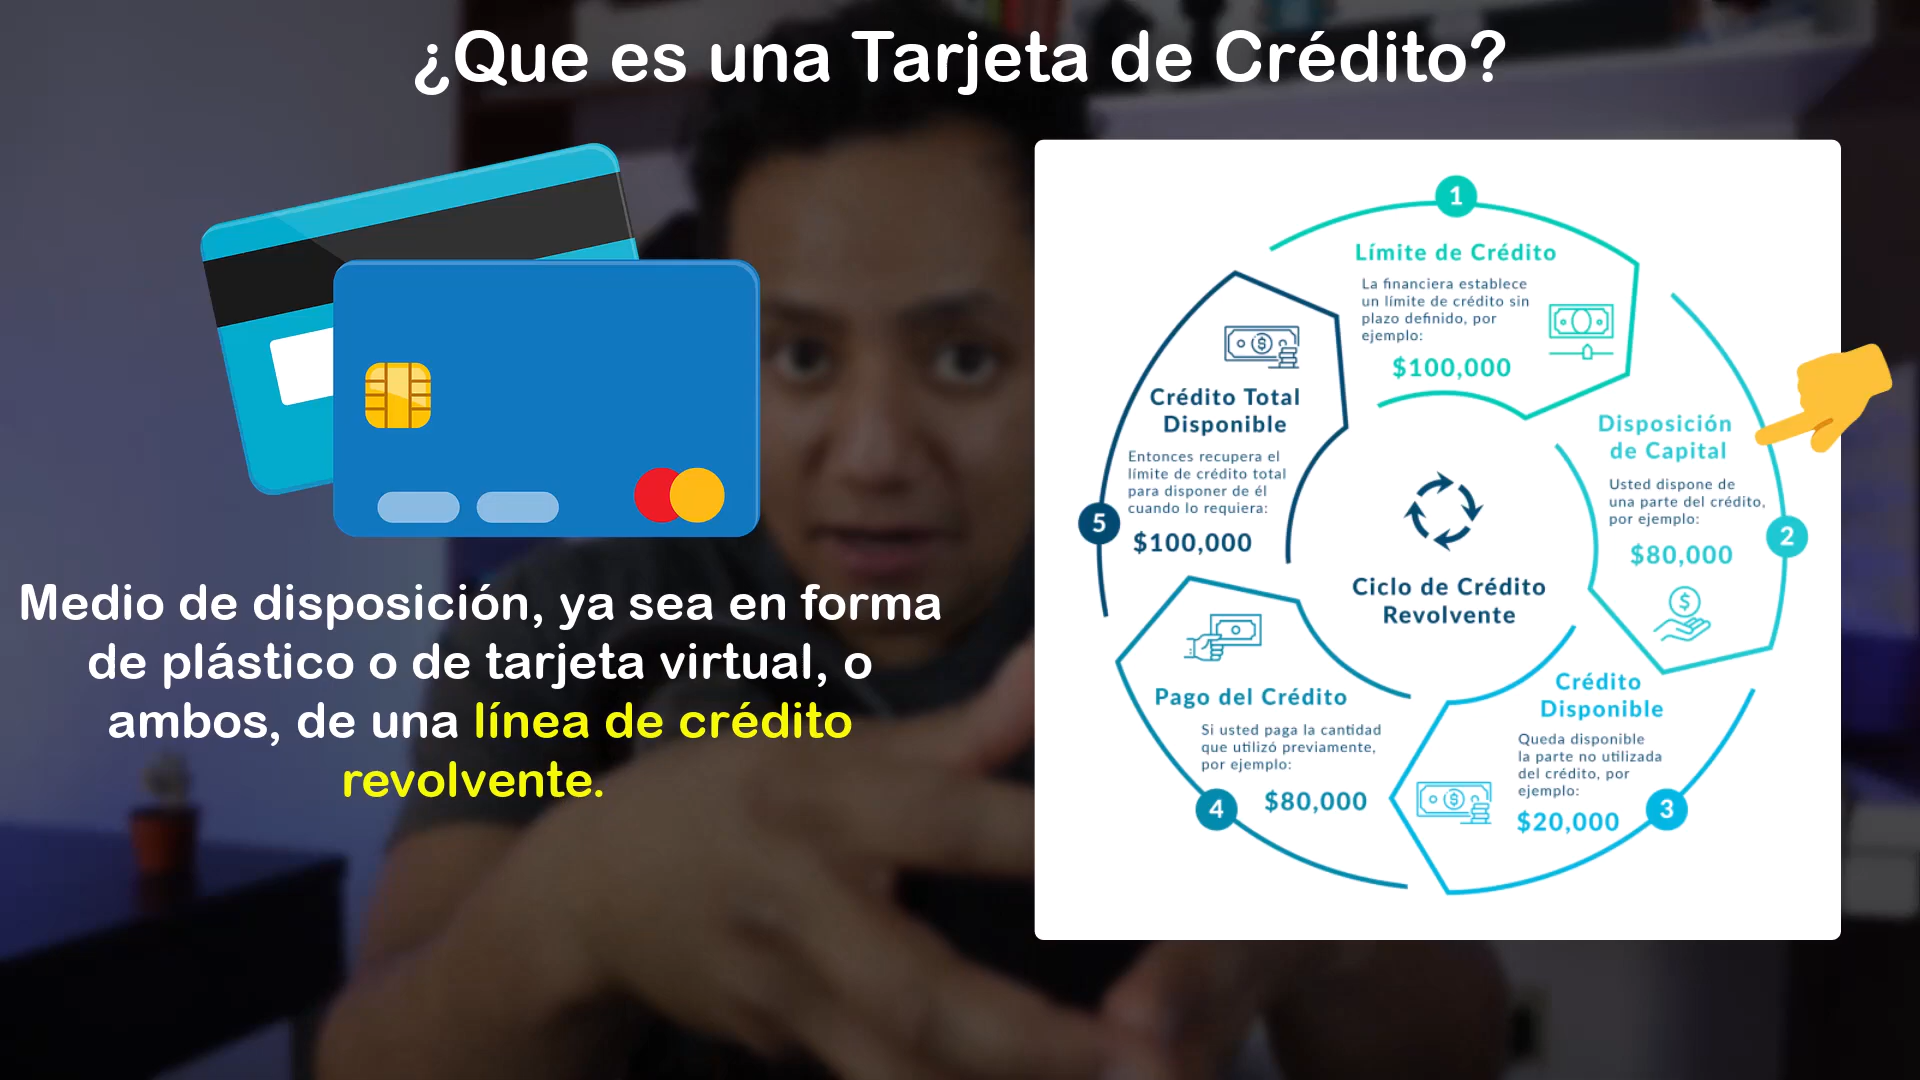 ¿Que es una Tarjeta de Crédito?
Medio de disposición, ya sea en forma
de plástico o de tarjeta virtual, o
ambos, de una línea de crédito
revolvente.
1
Límite de Crédito
La financiera establece
un límite de crédito sin
plazo definido, por
ejemplo:
$100,000
Disposición
de Capital
Usted dispone de
una parte del crédito,
por ejemplo:
$80,000
2
$
Crédito
Disponible
Queda disponible
la parte no utilizada
del crédito, por
ejemplo:
$20,000
3
$
Pago del Crédito
Si usted paga la cantidad
que utilizó previamente,
por ejemplo:
$80,000
4
$
Crédito Total
Disponible
Entonces recupera el
límite de crédito total
para disponer de él
cuando lo requiera:
$100,000
5
Ciclo de Crédito
Revolvente